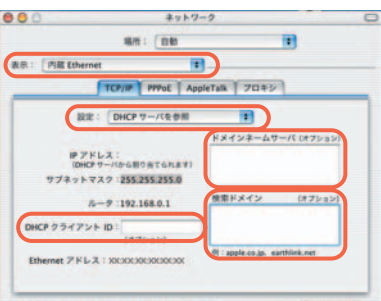 ネットワーク
場所： 自動
表示： 内蔵 Ethernet
TCP/IP PPPoE AppleTalk プロキシ
設定： DHCP サーバを参照
ドメインネームサーバ (オプション)
IP アドレス：
(DHCP サーバから割り当てられます)
サブネットマスク：255.255.255.0
ルータ：192.168.0.1
検索ドメイン (オプション)
DHCP クライアント ID：
(オプション)
例：apple.co.jp, earthlink.net
Ethernet アドレス：